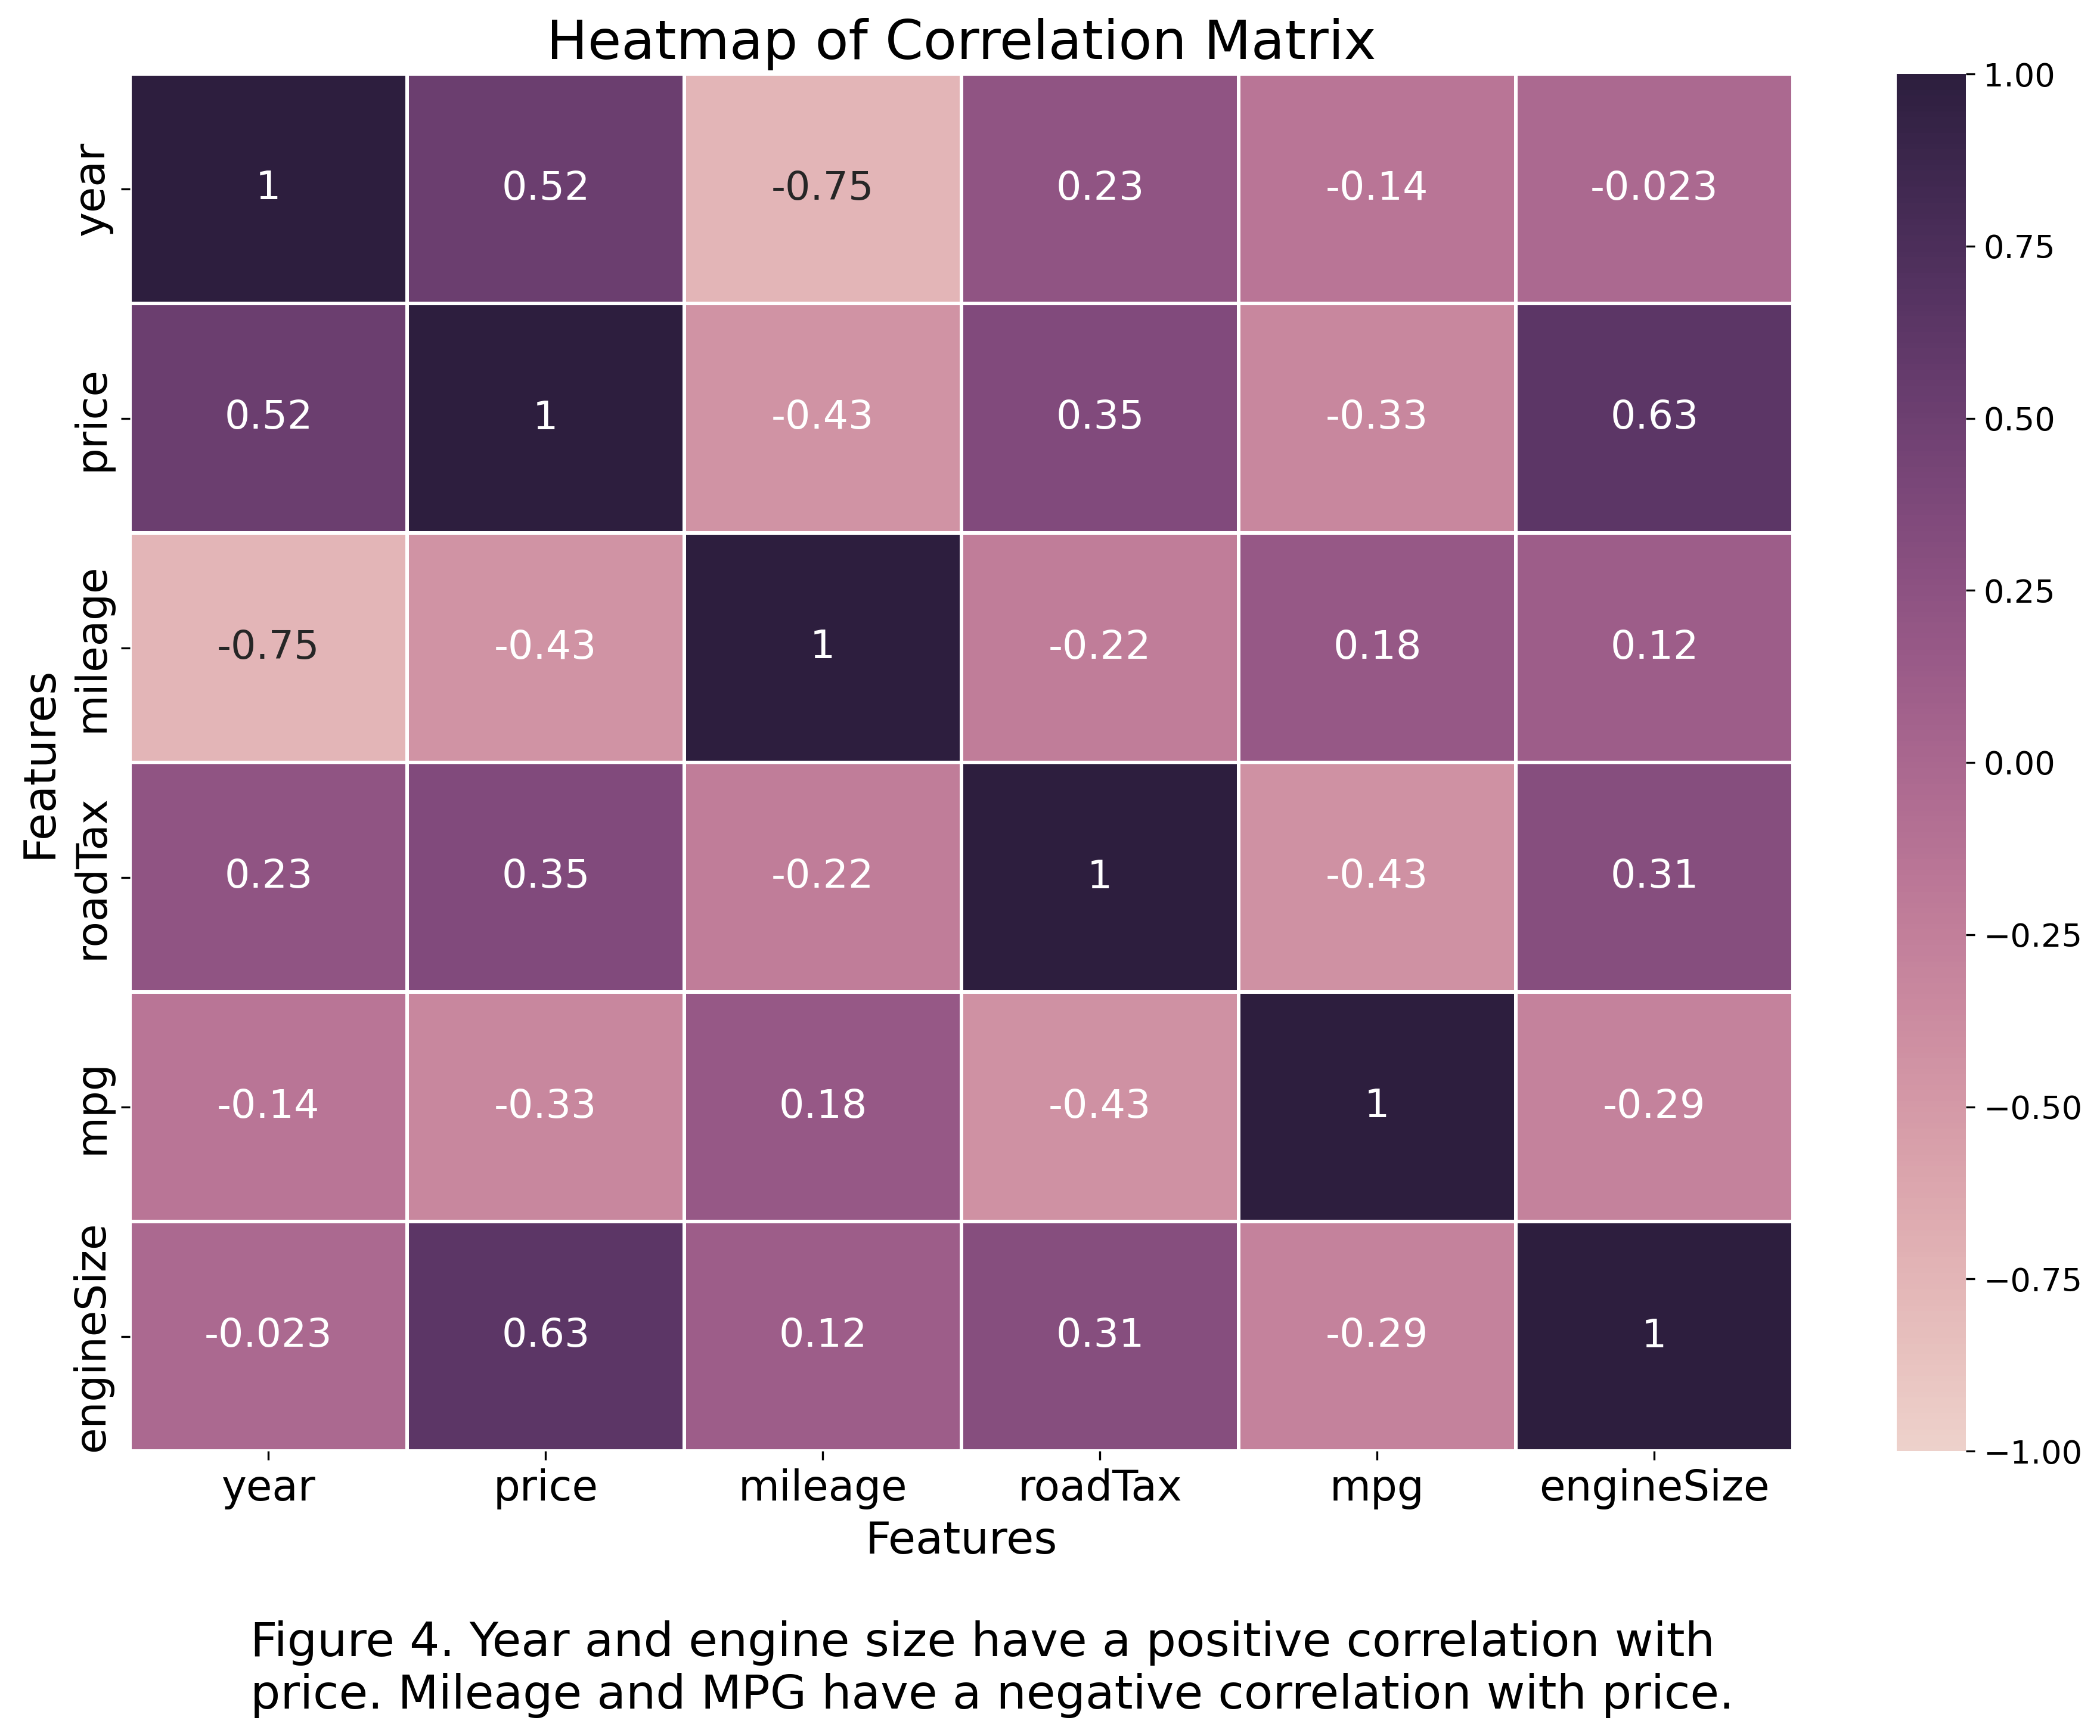 Heatmap of Correlation Matrix
Features
year 1 0.52 -0.75 0.23 -0.14 -0.023
price 0.52 1 -0.43 0.35 -0.33 0.63
mileage -0.75 -0.43 1 -0.22 0.18 0.12
roadTax 0.23 0.35 -0.22 1 -0.43 0.31
mpg -0.14 -0.33 0.18 -0.43 1 -0.29
engineSize -0.023 0.63 0.12 0.31 -0.29 1
year price mileage roadTax mpg engineSize
Features
1.00
0.75
0.50
0.25
0.00
−0.25
−0.50
−0.75
−1.00
Figure 4. Year and engine size have a positive correlation with
price. Mileage and MPG have a negative correlation with price.